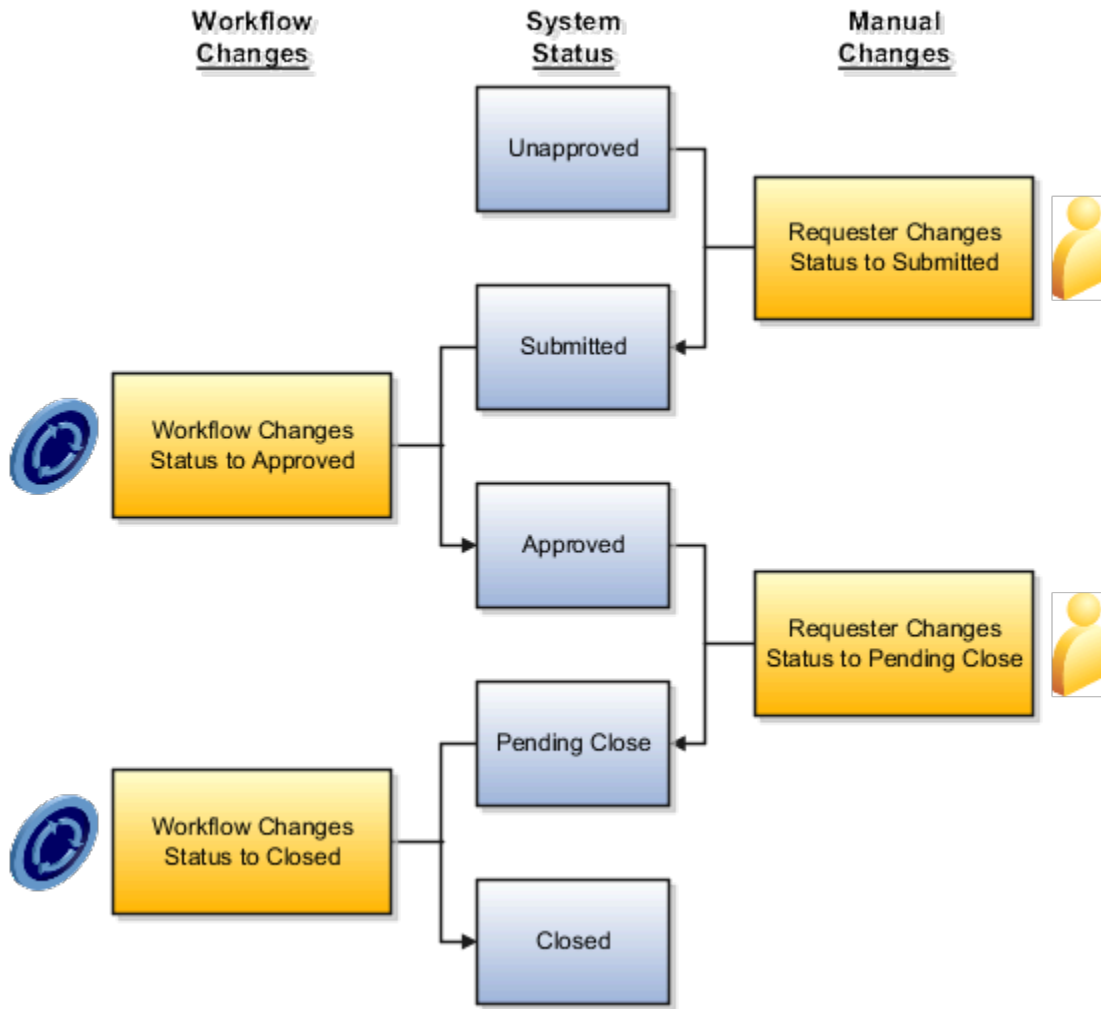 Workflow
Changes
System
Status
Manual
Changes
Unapproved
Requester Changes
Status to Submitted
Submitted
Workflow Changes
Status to Approved
Approved
Requester Changes
Status to Pending Close
Pending Close
Workflow Changes
Status to Closed
Closed